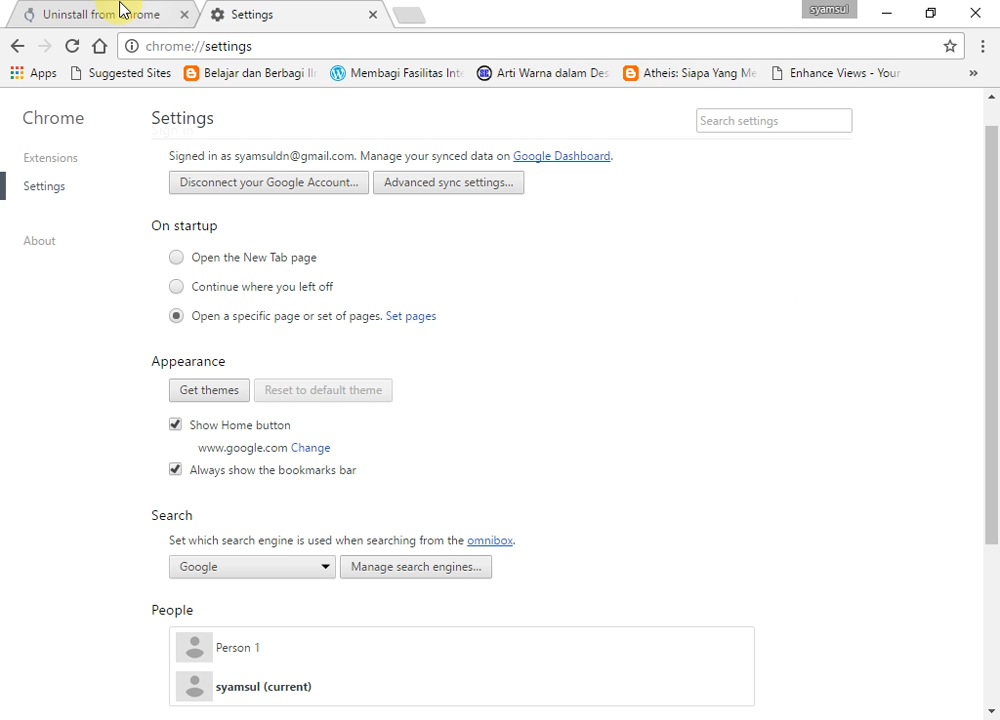 Uninstall from Chrome
Settings
syamsul
chrome://settings
Apps
Suggested Sites
Belajar dan Berbagi
Membagi Fasilitas Inte
Arti Warna dalam Des
Atheis: Siapa Yang Me
Enhance Views - Your
»
Chrome
Settings
Search settings
Sign in
Extensions
Signed in as syamsuldn@gmail.com. Manage your synced data on Google Dashboard.
Settings
Disconnect your Google Account...
Advanced sync settings...
About
On startup
Open the New Tab page
Continue where you left off
Open a specific page or set of pages. Set pages
Appearance
Get themes
Reset to default theme
Show Home button
www.google.com Change
Always show the bookmarks bar
Search
Set which search engine is used when searching from the omnibox.
Google
Manage search engines...
People
Person 1
syamsul (current)